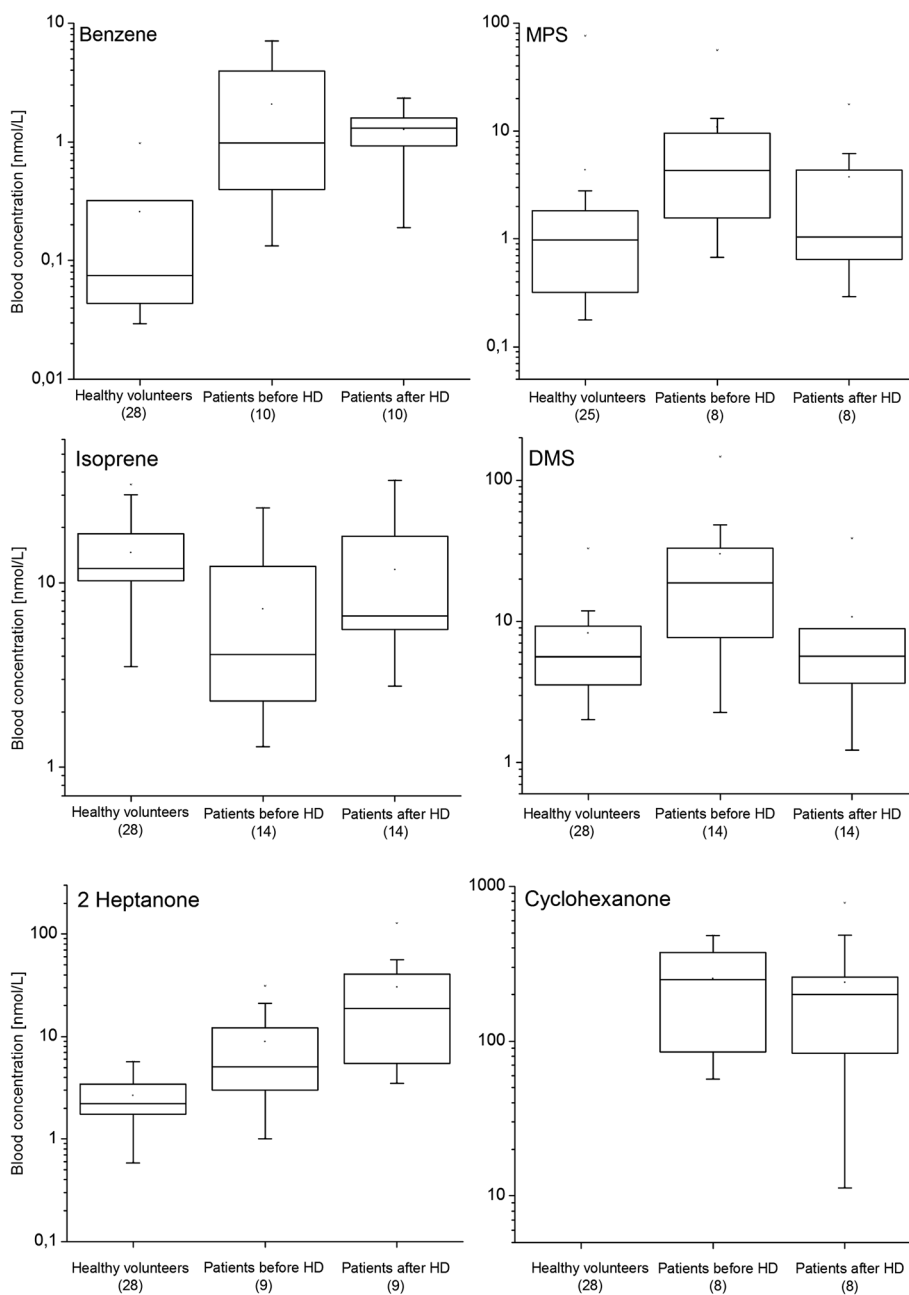 Benzene
Blood concentration [nmol/L]
10
1
0,1
0,01
Healthy volunteers
(28)
Patients before HD
(10)
Patients after HD
(10)
MPS
100
10
1
0,1
Healthy volunteers
(25)
Patients before HD
(8)
Patients after HD
(8)
Isoprene
Blood concentration [nmol/L]
10
1
Healthy volunteers
(28)
Patients before HD
(14)
Patients after HD
(14)
DMS
100
10
1
Healthy volunteers
(28)
Patients before HD
(14)
Patients after HD
(14)
2 Heptanone
Blood concentration [nmol/L]
100
10
1
0,1
Healthy volunteers
(28)
Patients before HD
(9)
Patients after HD
(9)
Cyclohexanone
1000
100
10
Healthy volunteers
(28)
Patients before HD
(8)
Patients after HD
(8)